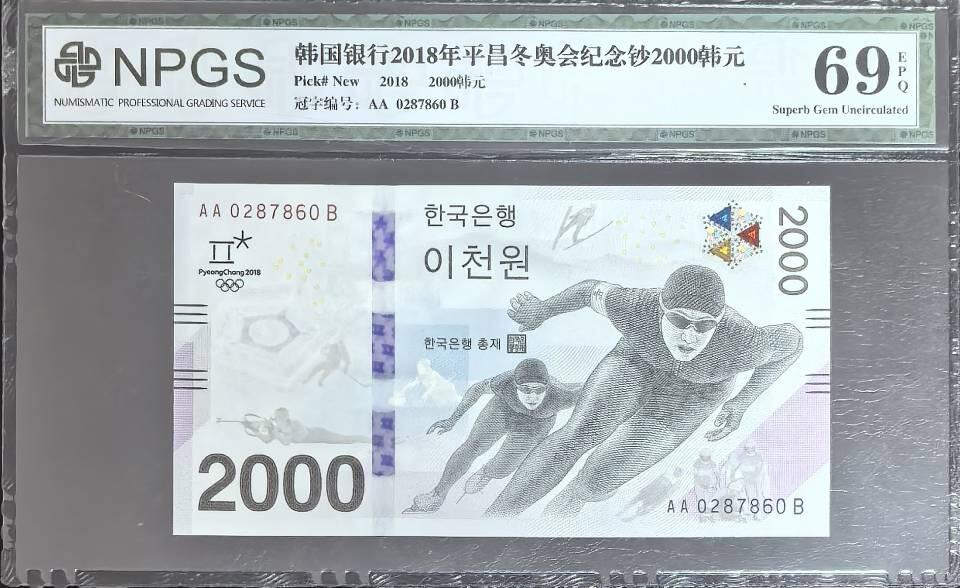 NPGS
NUMISMATIC PROFESSIONAL GRADING SERVICE
韩国银行2018年平昌冬奥会纪念钞2000韩元
Pick# New 2018 2000韩元
冠字编号: AA 0287860 B
69
EPQ
Superb Gem Uncirculated
AA 0287860 B
PyeongChang 2018
한국은행
이천원
한국은행 총재
2000
2000
AA 0287860 B